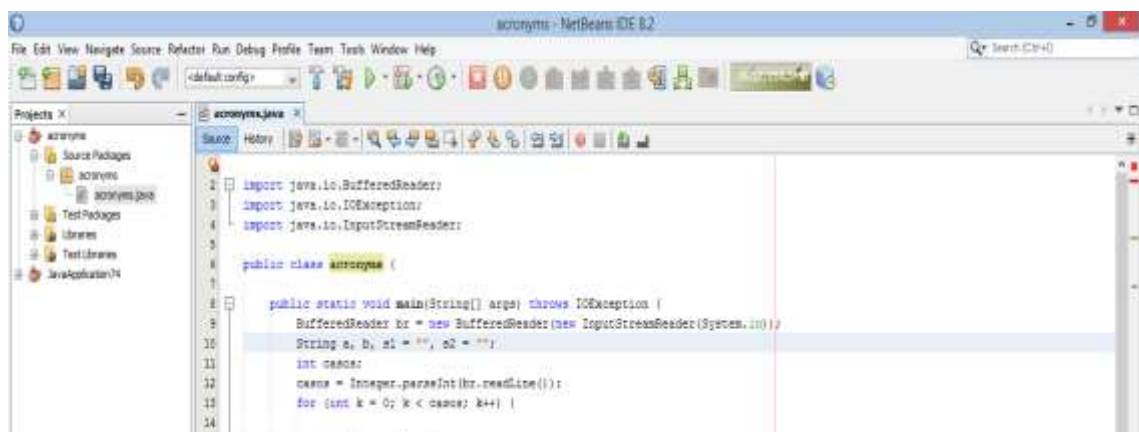 acronyms - NetBeans IDE 8.2
File Edit View Navigate Source Refactor Run Debug Profile Team Tools Window Help
Search (Ctrl+I)
<default config>
Projects
acronyms.java
acronyms
Source History
Source Packages
acronyms
acronyms.java
Test Packages
Libraries
Test Libraries
JavaApplication74
2 import java.io.BufferedReader;
3 import java.io.IOException;
4 import java.io.InputStreamReader;
5
6 public class acronyms {
7
8 public static void main(String[] args) throws IOException {
9 BufferedReader br = new BufferedReader(new InputStreamReader(System.in));
10 String a, b, s1 = "", s2 = "";
11 int casos;
12 casos = Integer.parseInt(br.readLine());
13 for (int k = 0; k < casos; k++) {
14